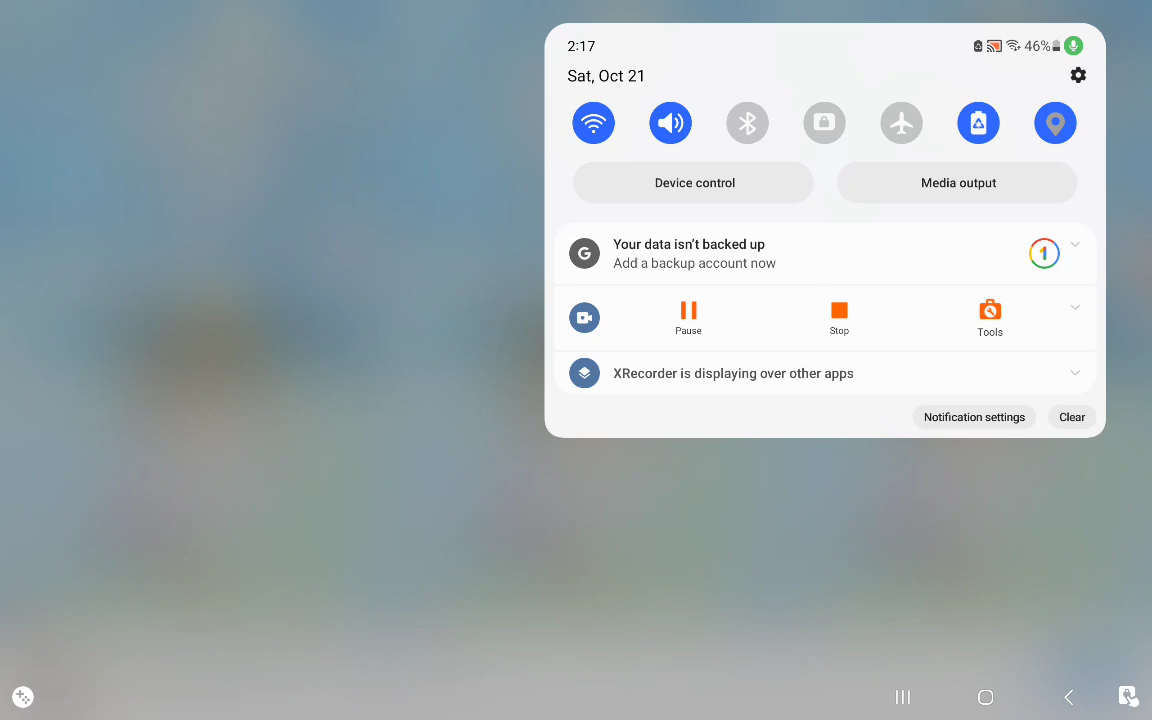 2:17
46%
Sat, Oct 21
Device control
Media output
G
Your data isn't backed up
Add a backup account now
1
Pause
Stop
Tools
XRecorder is displaying over other apps
Notification settings
Clear